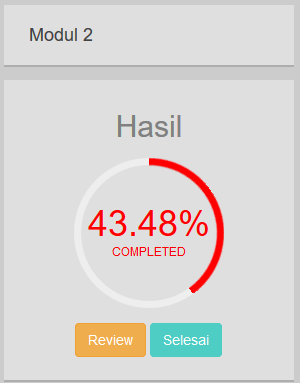 Modul 2
Hasil
43.48%
COMPLETED
Review Selesai